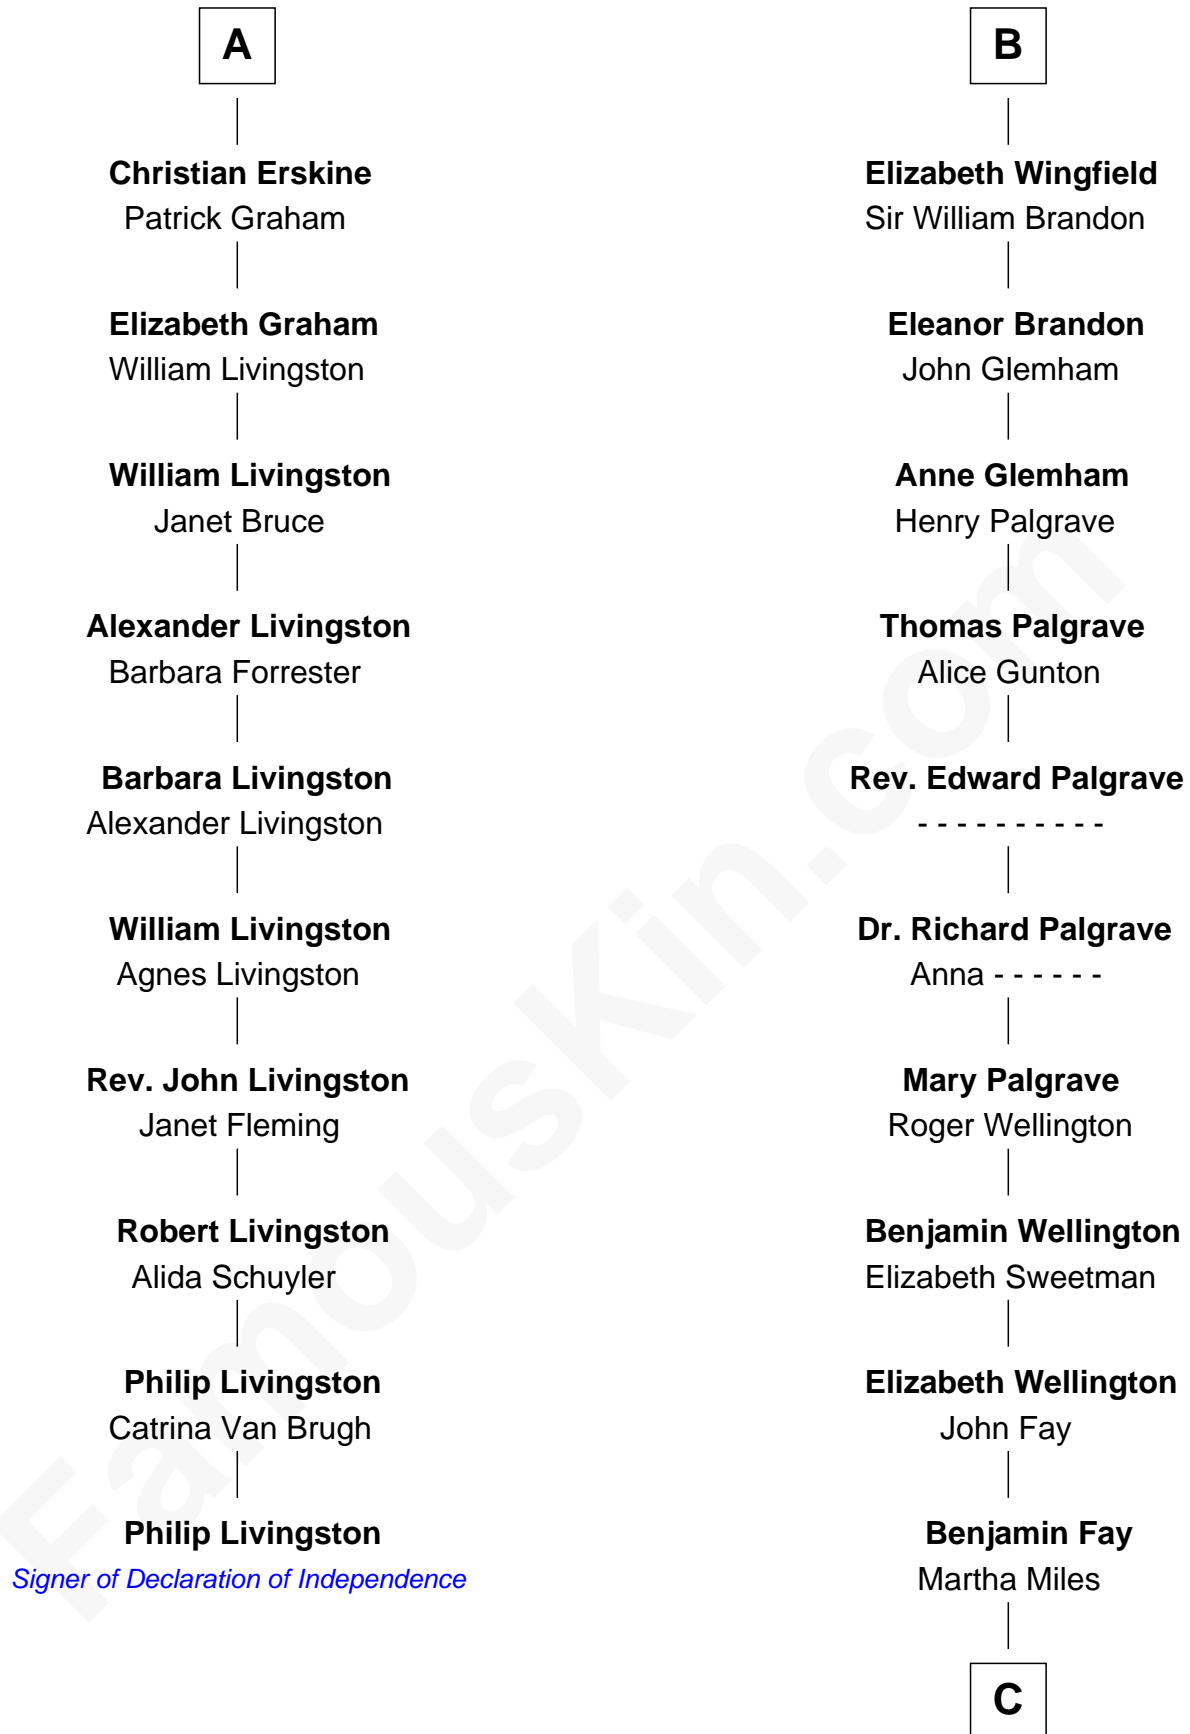 A
Christian Erskine
Patrick Graham
Elizabeth Graham
William Livingston
William Livingston
Janet Bruce
Alexander Livingston
Barbara Forrester
Barbara Livingston
Alexander Livingston
William Livingston
Agnes Livingston
Rev. John Livingston
Janet Fleming
Robert Livingston
Alida Schuyler
Philip Livingston
Catrina Van Brugh
Philip Livingston
Signer of Declaration of Independence
B
Elizabeth Wingfield
Sir William Brandon
Eleanor Brandon
John Glemham
Anne Glemham
Henry Palgrave
Thomas Palgrave
Alice Gunton
Rev. Edward Palgrave
- - - - - - - - - -
Dr. Richard Palgrave
Anna - - - - - -
Mary Palgrave
Roger Wellington
Benjamin Wellington
Elizabeth Sweetman
Elizabeth Wellington
John Fay
Benjamin Fay
Martha Miles
C
FamousKin.com